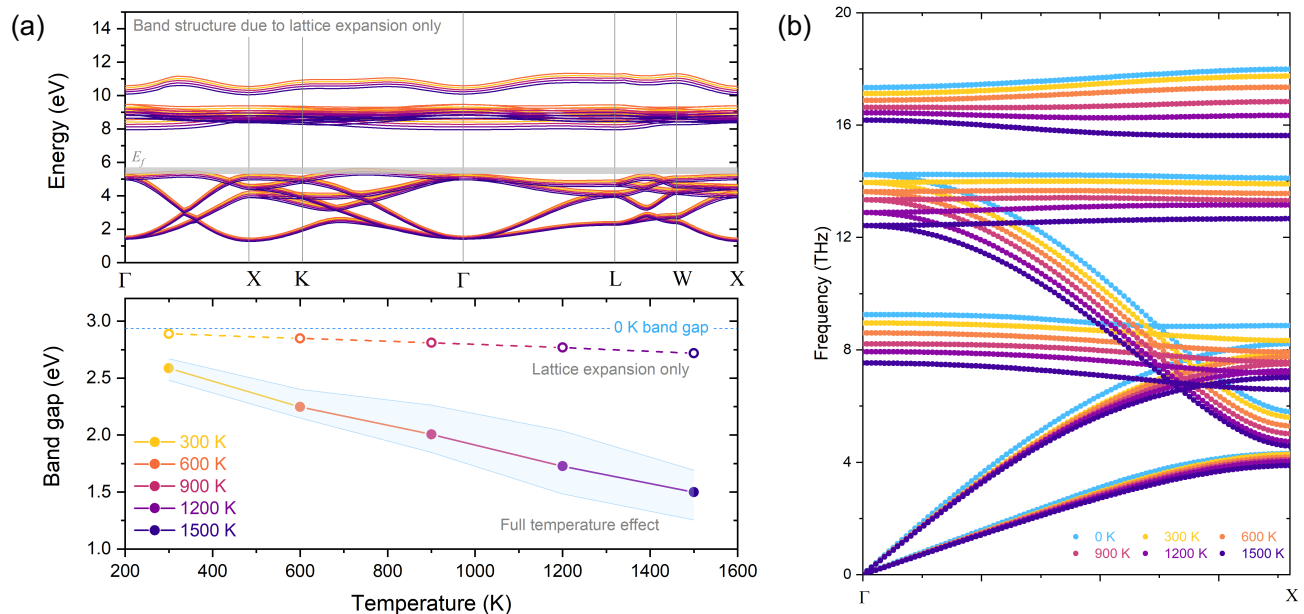 (a)
Band structure due to lattice expansion only
14
12
10
8
6
4
2
0
Energy (eV)
E_f
Γ X K Γ L W X
3.0
2.5
2.0
1.5
1.0
Band gap (eV)
0 K band gap
Lattice expansion only
300 K
600 K
900 K
1200 K
1500 K
Full temperature effect
200 400 600 800 1000 1200 1400 1600
Temperature (K)
(b)
20
16
12
8
4
0
Frequency (THz)
0 K 300 K 600 K
900 K 1200 K 1500 K
Γ X